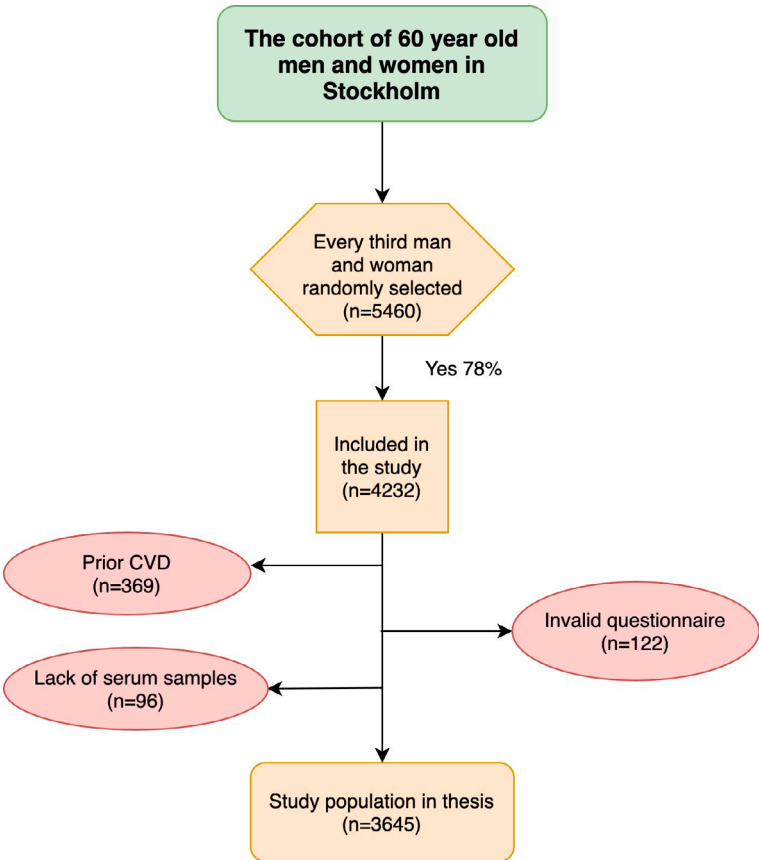 The cohort of 60 year old
men and women in
Stockholm
Every third man
and woman
randomly selected
(n=5460)
Yes 78%
Included in
the study
(n=4232)
Prior CVD
(n=369)
Invalid questionnaire
(n=122)
Lack of serum samples
(n=96)
Study population in thesis
(n=3645)